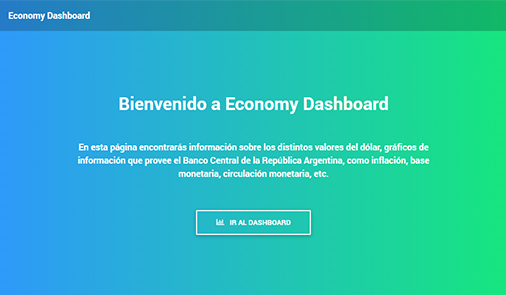 Economy Dashboard
Bienvenido a Economy Dashboard
En esta página encontrarás información sobre los distintos valores del dólar, gráficos de
información que provee el Banco Central de la República Argentina, como inflación, base
monetaria, circulación monetaria, etc.
IR AL DASHBOARD